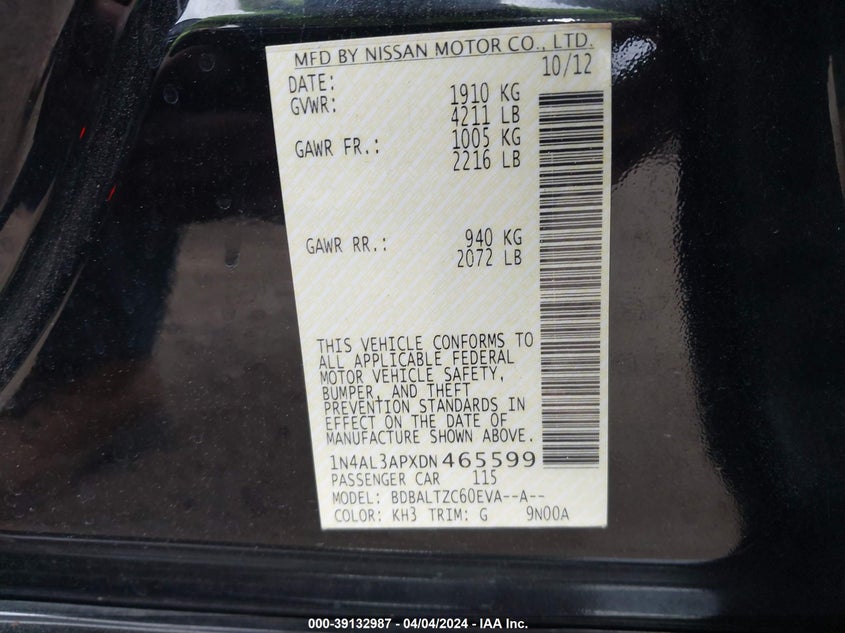 MFD BY NISSAN MOTOR CO., LTD.
DATE: 10/12
GVWR: 1910 KG
4211 LB
GAWR FR.: 1005 KG
2216 LB
GAWR RR.: 940 KG
2072 LB
THIS VEHICLE CONFORMS TO
ALL APPLICABLE FEDERAL
MOTOR VEHICLE SAFETY,
BUMPER, AND THEFT
PREVENTION STANDARDS IN
EFFECT ON THE DATE OF
MANUFACTURE SHOWN ABOVE.
1N4AL3APXDN465599
PASSENGER CAR 115
MODEL: BDBALTZC60EVA--A--
COLOR: KH3 TRIM: G 9N00A
000-39132987 - 04/04/2024 - IAA Inc.